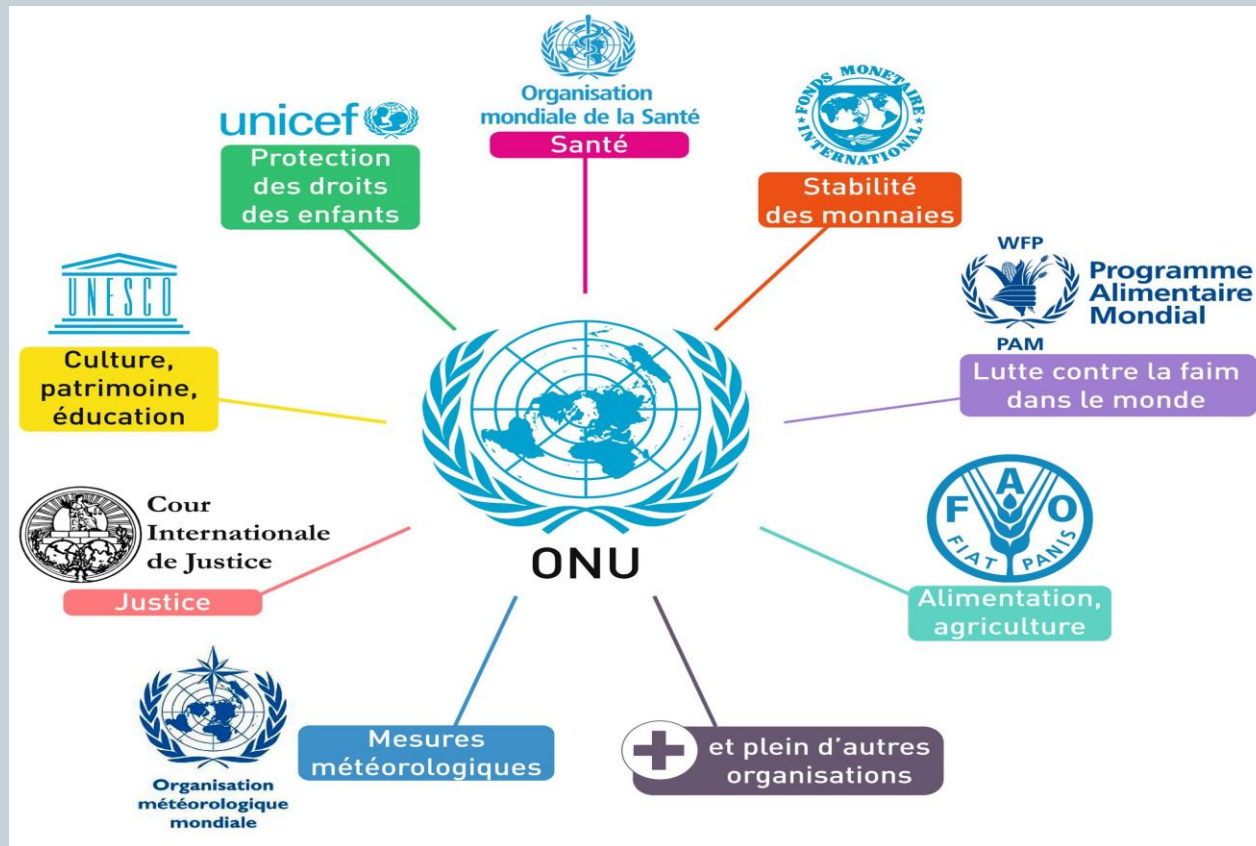 Organisation
mondiale de la Santé
Santé
unicef
Protection
des droits
des enfants
FONDS MONETAIRE
INTERNATIONAL
Stabilité
des monnaies
UNESCO
Culture,
patrimoine,
éducation
WFP
Programme
Alimentaire
Mondial
PAM
Lutte contre la faim
dans le monde
Cour
Internationale
de Justice
Justice
FAO
FIAT PANIS
Alimentation,
agriculture
ONU
Organisation
météorologique
mondiale
Mesures
météorologiques
+ et plein d'autres
organisations